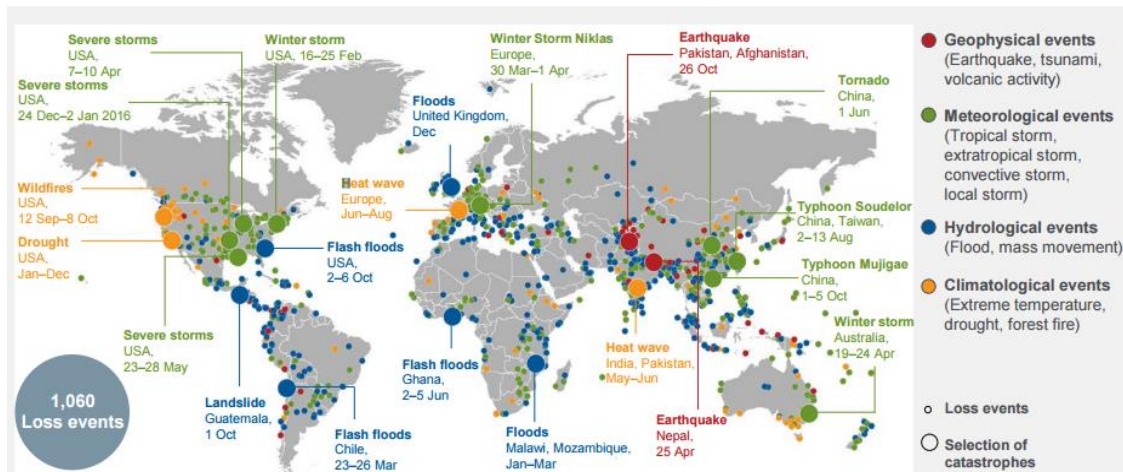 Severe storms
USA,
7–10 Apr
Winter storm
USA, 16–25 Feb
Severe storms
USA,
24 Dec–2 Jan 2016
Wildfires
USA,
12 Sep–8 Oct
Drought
USA,
Jan–Dec
Severe storms
USA,
23–28 May
1,060
Loss events
Landslide
Guatemala,
1 Oct
Flash floods
USA,
2–6 Oct
Flash floods
Chile,
23–26 Mar
Floods
United Kingdom,
Dec
Heat wave
Europe,
Jun–Aug
Winter Storm Niklas
Europe,
30 Mar–1 Apr
Flash floods
Ghana,
2–5 Jun
Floods
Malawi, Mozambique,
Jan–Mar
Earthquake
Pakistan, Afghanistan,
26 Oct
Heat wave
India, Pakistan,
May–Jun
Earthquake
Nepal,
25 Apr
Tornado
China,
1 Jun
Typhoon Soudelor
China, Taiwan,
2–13 Aug
Typhoon Mujigae
China,
1–5 Oct
Winter storm
Australia,
19–24 Apr
Geophysical events
(Earthquake, tsunami,
volcanic activity)
Meteorological events
(Tropical storm,
extratropical storm,
convective storm,
local storm)
Hydrological events
(Flood, mass movement)
Climatological events
(Extreme temperature,
drought, forest fire)
Loss events
Selection of
catastrophes